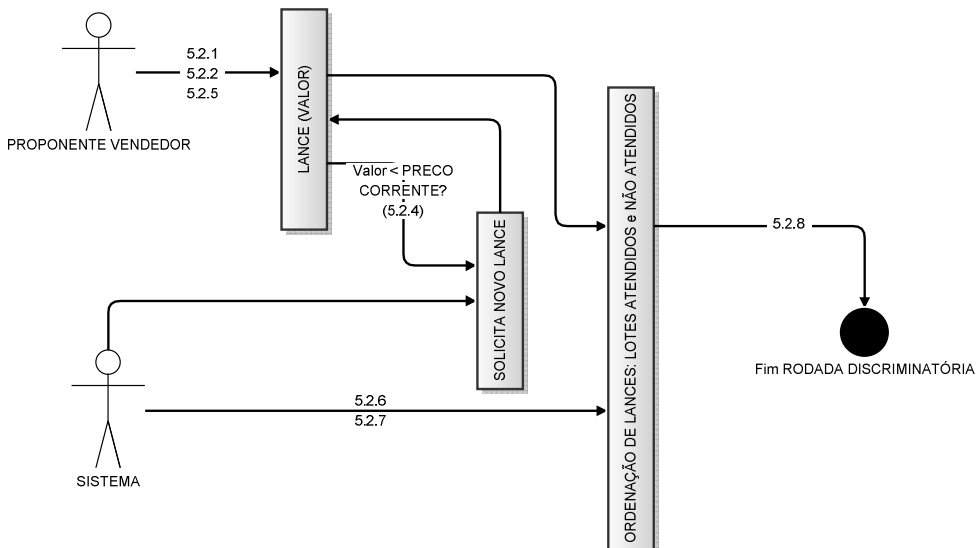 5.2.1
5.2.2
5.2.5
PROPONENTE VENDEDOR
LANCE (VALOR)
Valor < PRECO
CORRENTE?
(5.2.4)
SOLICITA NOVO LANCE
ORDENAÇÃO DE LANCES: LOTES ATENDIDOS e NÃO ATENDIDOS
5.2.8
Fim RODADA DISCRIMINATÓRIA
5.2.6
5.2.7
SISTEMA